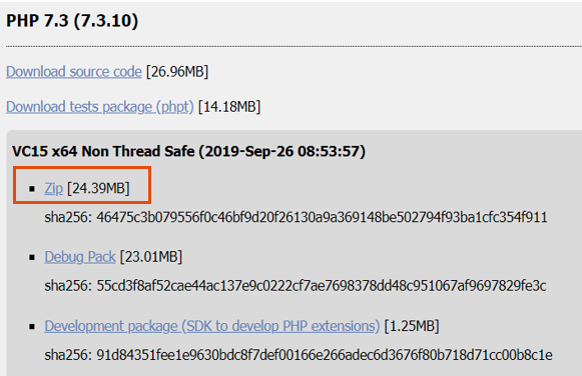 PHP 7.3 (7.3.10)
Download source code [26.96MB]
Download tests package (phpt) [14.18MB]
VC15 x64 Non Thread Safe (2019-Sep-26 08:53:57)
Zip [24.39MB]
sha256: 46475c3b079556f0c46bf9d20f26130a9a369148be502794f93ba1cfc354f911
Debug Pack [23.01MB]
sha256: 55cd3f8af52cae44ac137e9c0222cf7ae7698378dd48c951067af9697829fe3c
Development package (SDK to develop PHP extensions) [1.25MB]
sha256: 91d84351fee1e9630bdc8f7def00166e266adec6d3676f80b718d71cc00b8c1e